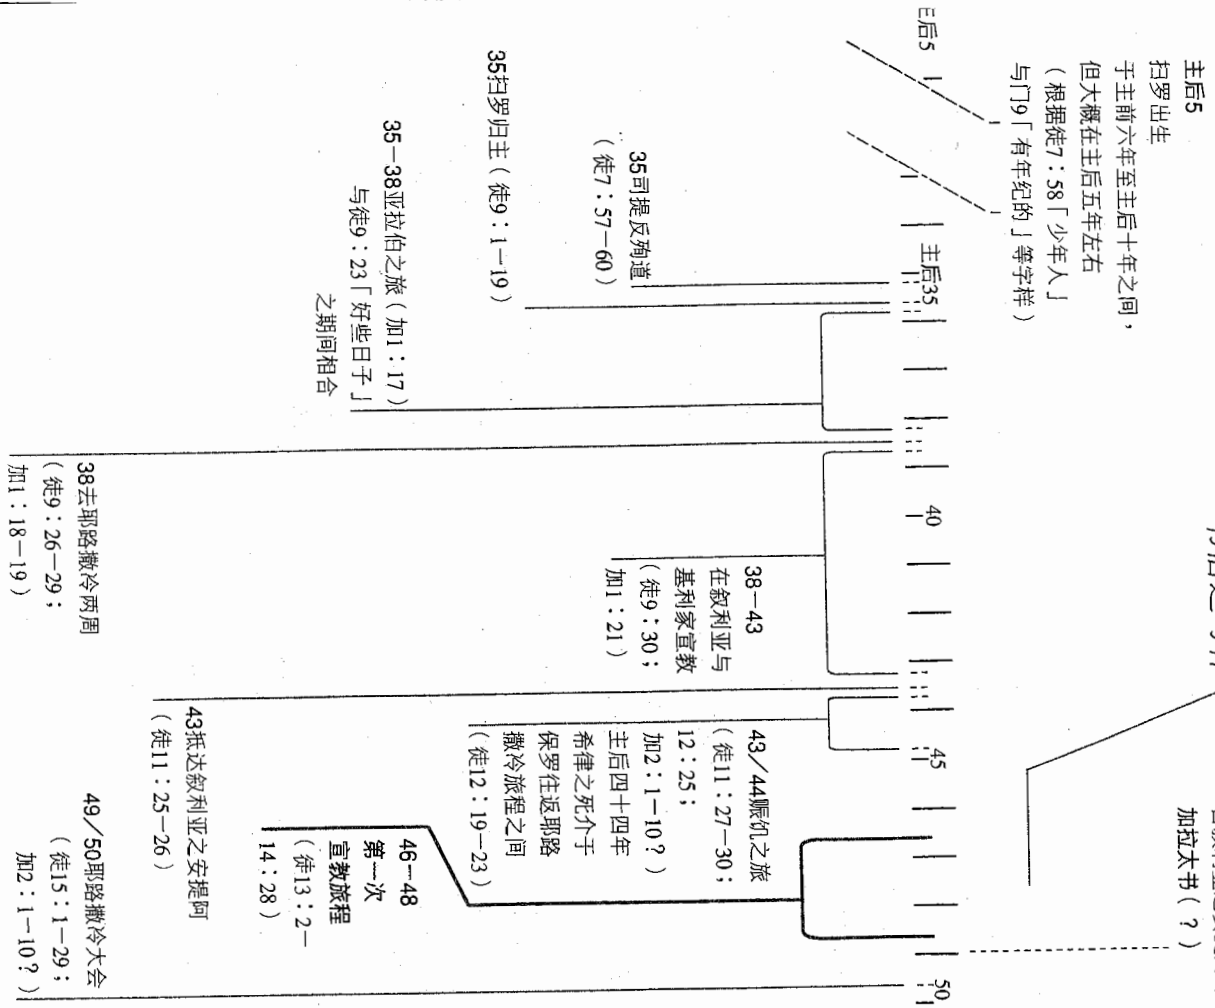 主后5
扫罗出生
于主前六年至主后十年之间，
但大概在主后五年左右
（根据徒7：58「少年人」
与门9「有年纪的」等字样）
主后5
主后35
40
45
50
35司提反殉道
（徒7：57－60）
35扫罗归主（徒9：1－19）
35－38亚拉伯之旅（加1：17）
与徒9：23「好些日子」
之期间相合
38去耶路撒冷两周
（徒9：26－29；
加1：18－19）
38－43
在叙利亚与
基利家宣教
（徒9：30；
加1：21）
43抵达叙利亚之安提阿
（徒11：25－26）
43／44赈饥之旅
（徒11：27－30；
12：25；
加2：1－10？）
主后四十四年
希律之死介于
保罗往返耶路
撒冷旅程之间
（徒12：19－23）
46－48
第一次
宣教旅程
（徒13：2－
14：28）
49／50耶路撒冷大会
（徒15：1－29；
加2：1－10？）
加拉太书（？）